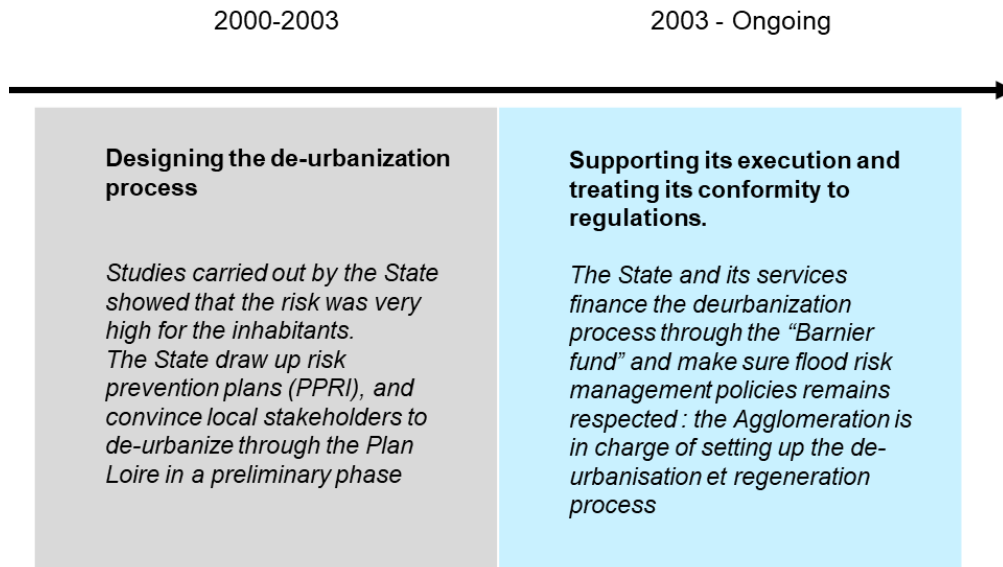 2000-2003
2003 - Ongoing
Designing the de-urbanization
process
Studies carried out by the State
showed that the risk was very
high for the inhabitants.
The State draw up risk
prevention plans (PPRI), and
convince local stakeholders to
de-urbanize through the Plan
Loire in a preliminary phase
Supporting its execution and
treating its conformity to
regulations.
The State and its services
finance the deurbanization
process through the “Barnier
fund” and make sure flood risk
management policies remains
respected : the Agglomeration is
in charge of setting up the de-
urbanisation et regeneration
process